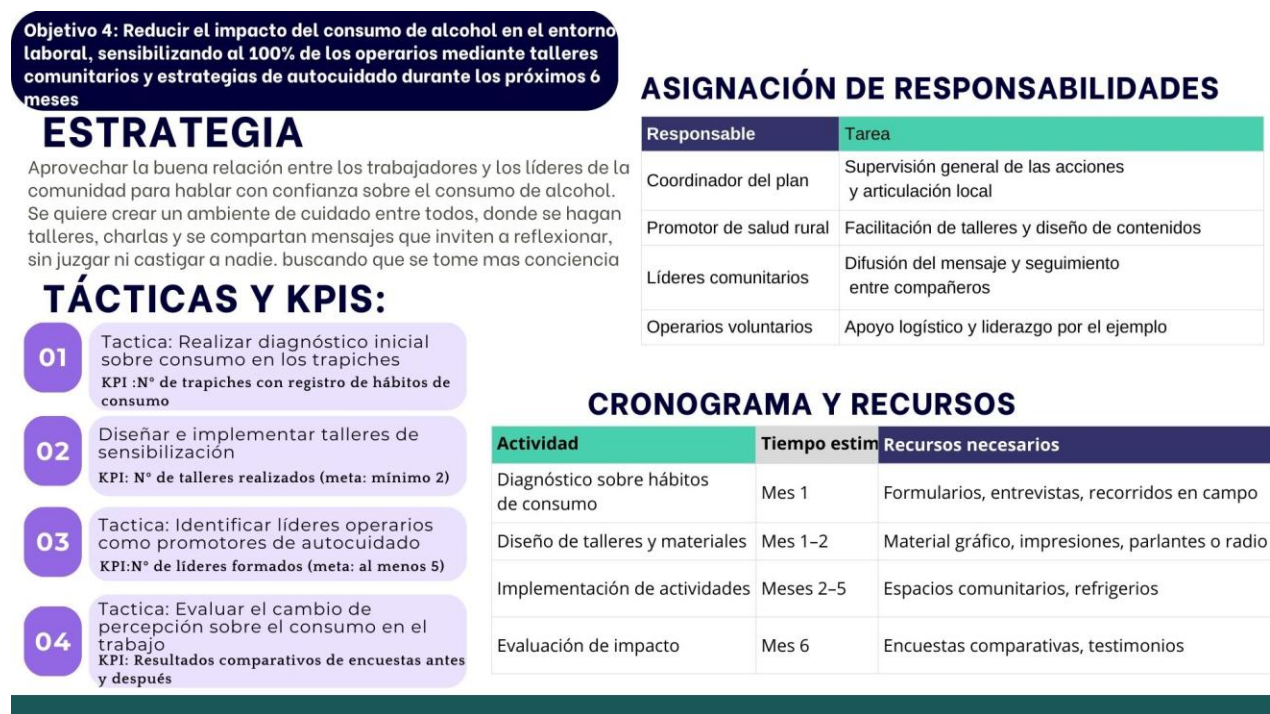 Objetivo 4: Reducir el impacto del consumo de alcohol en el entorno
laboral, sensibilizando al 100% de los operarios mediante talleres
comunitarios y estrategias de autocuidado durante los próximos 6
meses
ESTRATEGIA
Aprovechar la buena relación entre los trabajadores y los líderes de la
comunidad para hablar con confianza sobre el consumo de alcohol.
Se quiere crear un ambiente de cuidado entre todos, donde se hagan
talleres, charlas y se compartan mensajes que inviten a reflexionar,
sin juzgar ni castigar a nadie. buscando que se tome mas conciencia
TÁCTICAS Y KPIS:
01
Tactica: Realizar diagnóstico inicial
sobre consumo en los trapiches
KPI :N° de trapiches con registro de hábitos de
consumo
02
Diseñar e implementar talleres de
sensibilización
KPI: N° de talleres realizados (meta: mínimo 2)
03
Tactica: Identificar líderes operarios
como promotores de autocuidado
KPI:N° de líderes formados (meta: al menos 5)
04
Tactica: Evaluar el cambio de
percepción sobre el consumo en el
trabajo
KPI: Resultados comparativos de encuestas antes
y después
ASIGNACIÓN DE RESPONSABILIDADES
Responsable Tarea
Coordinador del plan Supervisión general de las acciones
y articulación local
Promotor de salud rural Facilitación de talleres y diseño de contenidos
Líderes comunitarios Difusión del mensaje y seguimiento
entre compañeros
Operarios voluntarios Apoyo logístico y liderazgo por el ejemplo
CRONOGRAMA Y RECURSOS
Actividad Tiempo estim Recursos necesarios
Diagnóstico sobre hábitos
de consumo Mes 1 Formularios, entrevistas, recorridos en campo
Diseño de talleres y materiales Mes 1–2 Material gráfico, impresiones, parlantes o radio
Implementación de actividades Meses 2–5 Espacios comunitarios, refrigerios
Evaluación de impacto Mes 6 Encuestas comparativas, testimonios